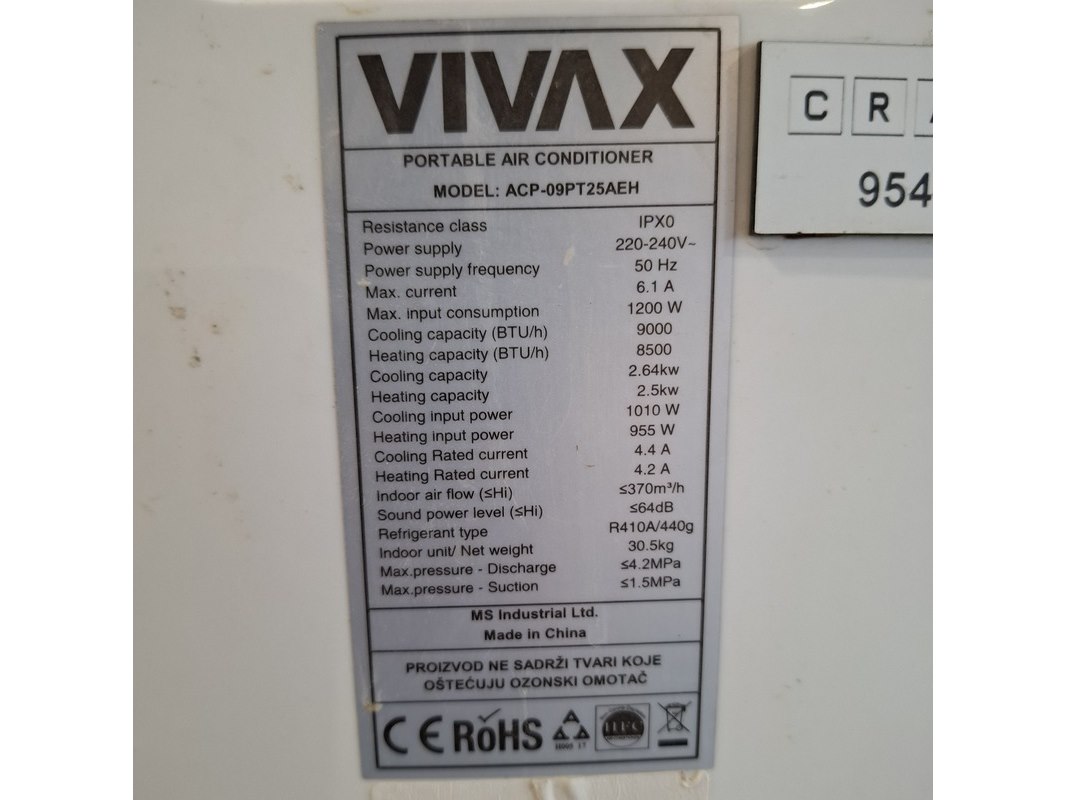 VIVAX
PORTABLE AIR CONDITIONER
MODEL: ACP-09PT25AEH
Resistance class IPX0
Power supply 220-240V~
Power supply frequency 50 Hz
Max. current 6.1 A
Max. input consumption 1200 W
Cooling capacity (BTU/h) 9000
Heating capacity (BTU/h) 8500
Cooling capacity 2.64kw
Heating capacity 2.5kw
Cooling input power 1010 W
Heating input power 955 W
Cooling Rated current 4.4 A
Heating Rated current 4.2 A
Indoor air flow (≤Hi) ≤370m³/h
Sound power level (≤Hi) ≤64dB
Refrigerant type R410A/440g
Indoor unit/ Net weight 30.5kg
Max.pressure - Discharge ≤4.2MPa
Max.pressure - Suction ≤1.5MPa
MS Industrial Ltd.
Made in China
PROIZVOD NE SADRŽI TVARI KOJE
OŠTEĆUJU OZONSKI OMOTAČ
CE RoHS
C R
954